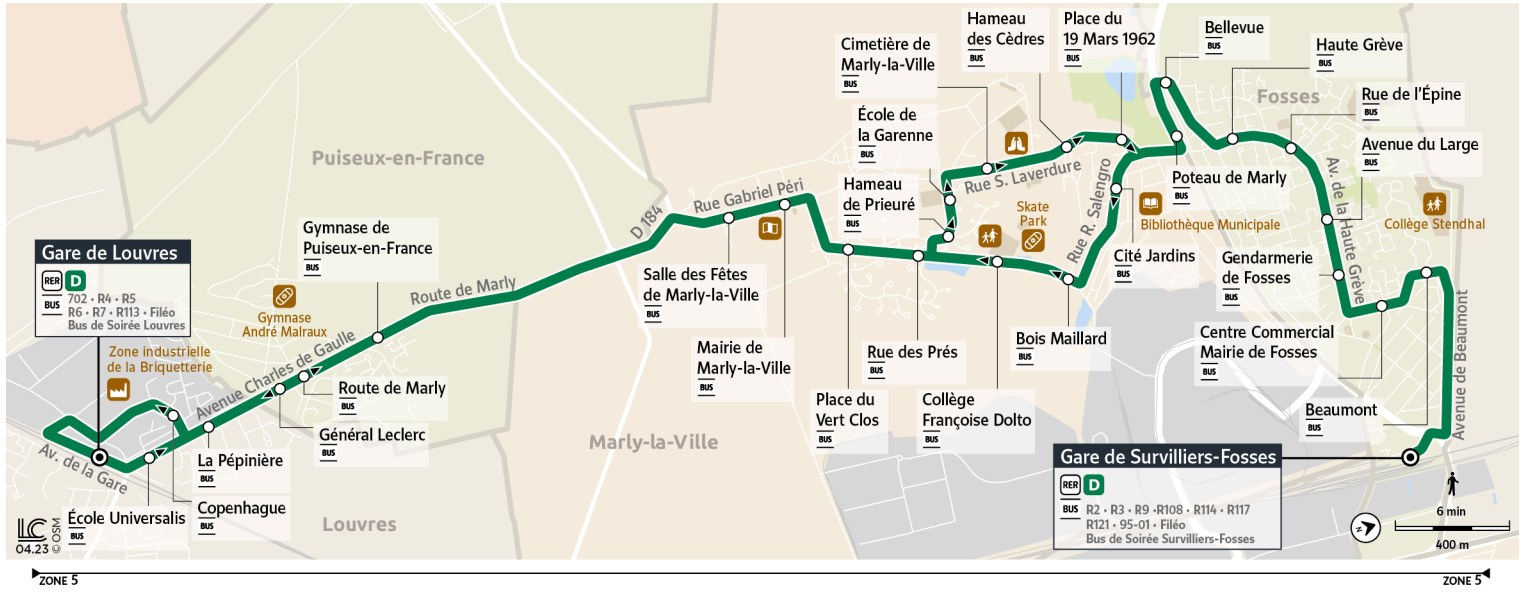 Hameau
des Cèdres
BUS
Place du
19 Mars 1962
BUS
Bellevue
BUS
Cimetière de
Marly-la-Ville
BUS
Haute Grève
BUS
Fosses
Rue de l'Épine
BUS
École de
la Garenne
BUS
Avenue du Large
BUS
Puiseux-en-France
Rue S. Laverdure
Rue R. Salengro
Poteau de Marly
BUS
Av. de la Haute Grève
Hameau
de Prieuré
BUS
Skate
Park
Bibliothèque Municipale
Collège Stendhal
D 184
Rue Gabriel Péri
Gymnase de
Puiseux-en-France
BUS
Gare de Louvres
RER D
BUS
702 • R4 • R5
R6 • R7 • R113 • Filéo
Bus de Soirée Louvres
Salle des Fêtes
de Marly-la-Ville
BUS
Cité Jardins
BUS
Gendarmerie
de Fosses
BUS
Route de Marly
Gymnase
André Malraux
Avenue Charles de Gaulle
Zone industrielle
de la Briquetterie
Mairie de
Marly-la-Ville
BUS
Rue des Prés
BUS
Bois Maillard
BUS
Centre Commercial
Mairie de Fosses
BUS
Avenue de Beaumont
Route de Marly
BUS
Place du
Vert Clos
BUS
Collège
Françoise Dolto
BUS
Beaumont
BUS
Général Leclerc
BUS
Marly-la-Ville
Av. de la Gare
La Pépinière
BUS
Gare de Survilliers-Fosses
RER D
BUS
R2 • R3 • R9 •R108 • R114 • R117
R121 • 95-01 • Filéo
Bus de Soirée Survilliers-Fosses
École Universalis
BUS
Copenhague
BUS
Louvres
LC
04.23
© OSM
N
6 min
400 m
ZONE 5
ZONE 5